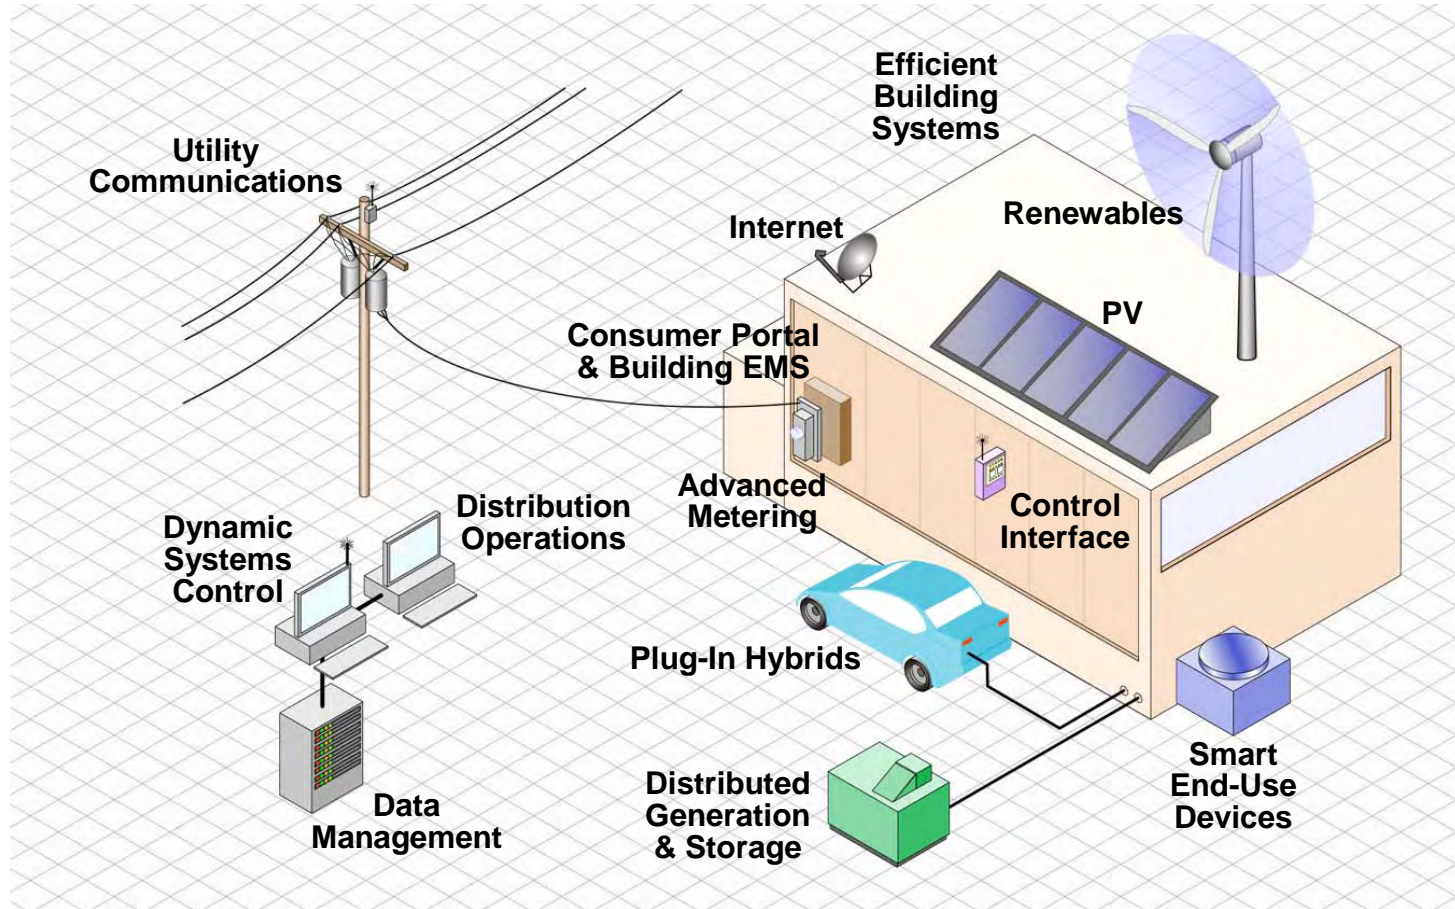 Efficient
Building
Systems
Utility
Communications
Renewables
Internet
PV
Consumer Portal
& Building EMS
Advanced
Metering
Control
Interface
Distribution
Operations
Dynamic
Systems
Control
Plug-In Hybrids
Smart
End-Use
Devices
Distributed
Generation
& Storage
Data
Management